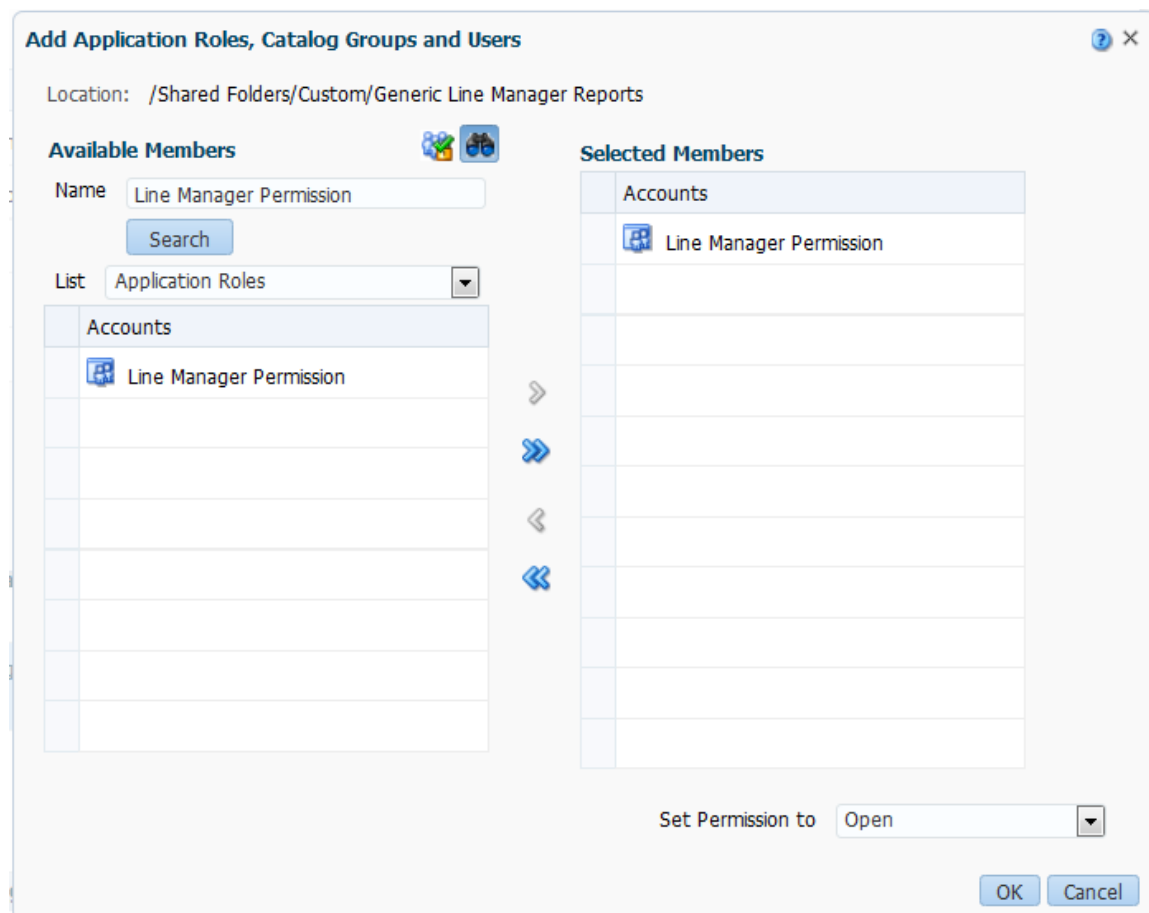 Add Application Roles, Catalog Groups and Users
Location: /Shared Folders/Custom/Generic Line Manager Reports
Available Members
Name Line Manager Permission
Search
List Application Roles
Accounts
Line Manager Permission
Selected Members
Accounts
Line Manager Permission
Set Permission to Open
OK Cancel